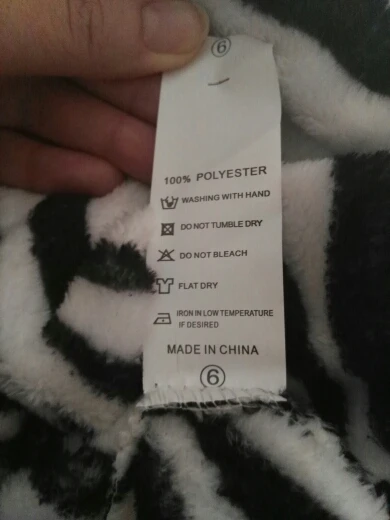 6
100% POLYESTER
WASHING WITH HAND
DO NOT TUMBLE DRY
DO NOT BLEACH
FLAT DRY
IRON IN LOW TEMPERATURE
IF DESIRED
MADE IN CHINA
6